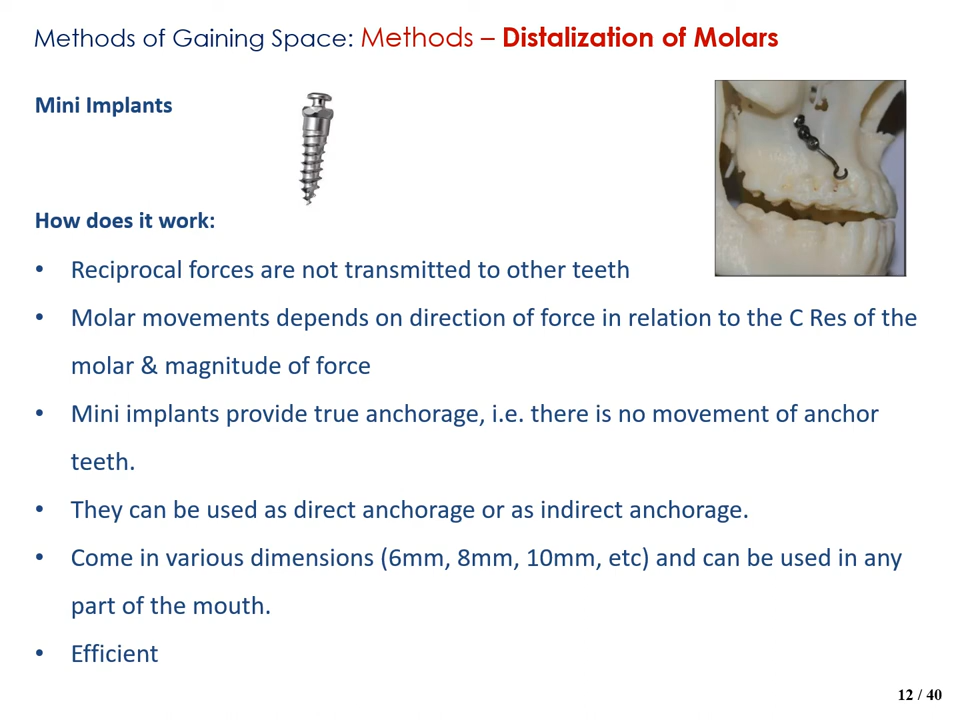 Methods of Gaining Space: Methods – Distalization of Molars
Mini Implants
How does it work:
• Reciprocal forces are not transmitted to other teeth
• Molar movements depends on direction of force in relation to the C Res of the
molar & magnitude of force
• Mini implants provide true anchorage, i.e. there is no movement of anchor
teeth.
• They can be used as direct anchorage or as indirect anchorage.
• Come in various dimensions (6mm, 8mm, 10mm, etc) and can be used in any
part of the mouth.
• Efficient
12 / 40